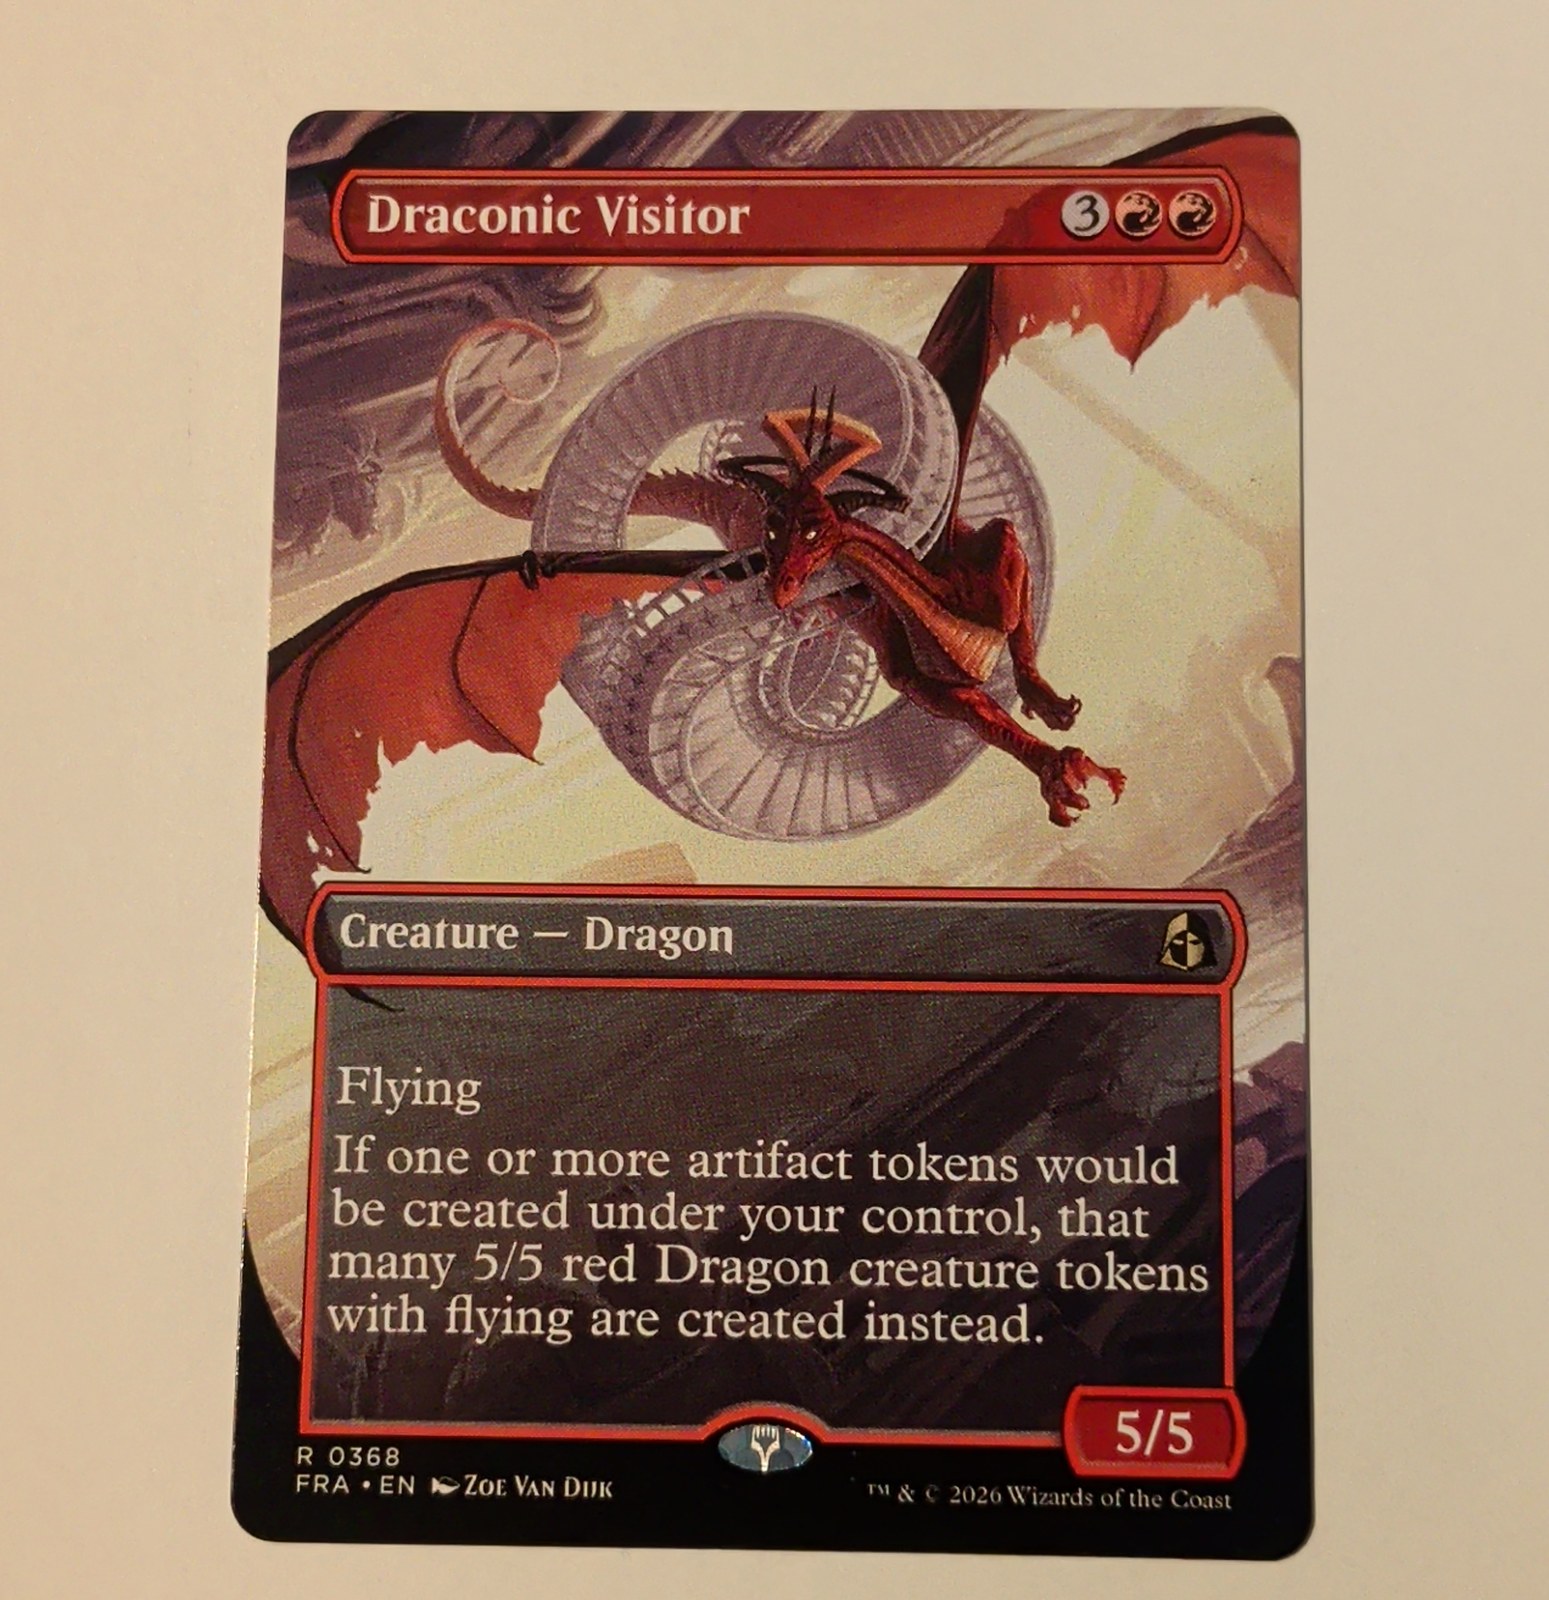 Draconic Visitor 3
Creature — Dragon
Flying
If one or more artifact tokens would
be created under your control, that
many 5/5 red Dragon creature tokens
with flying are created instead.
5/5
R 0368
FRA • EN Zoe Van Dijk
™ & © 2026 Wizards of the Coast